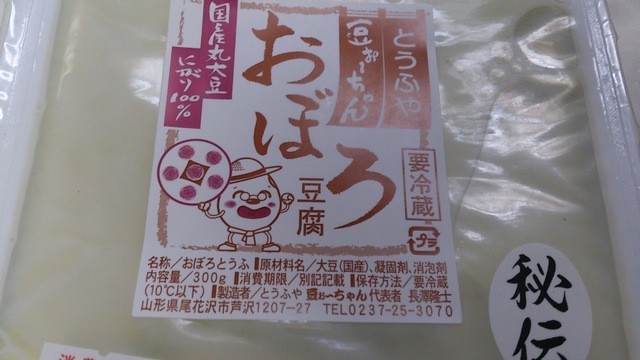 とうふや
豆おーちゃん
おぼろ
豆腐
国産丸大豆
にがり100%
要冷蔵
プラ
名称／おぼろとうふ ▮原材料名／大豆(国産)、凝固剤、消泡剤
内容量／300g ▮消費期限／別記記載 ▮保存方法／要冷蔵
(10℃以下) ▮製造者／とうふや 豆おーちゃん 代表者 長澤隆士
山形県尾花沢市芦沢1207-27 TEL0237-25-3070
秘伝
消費